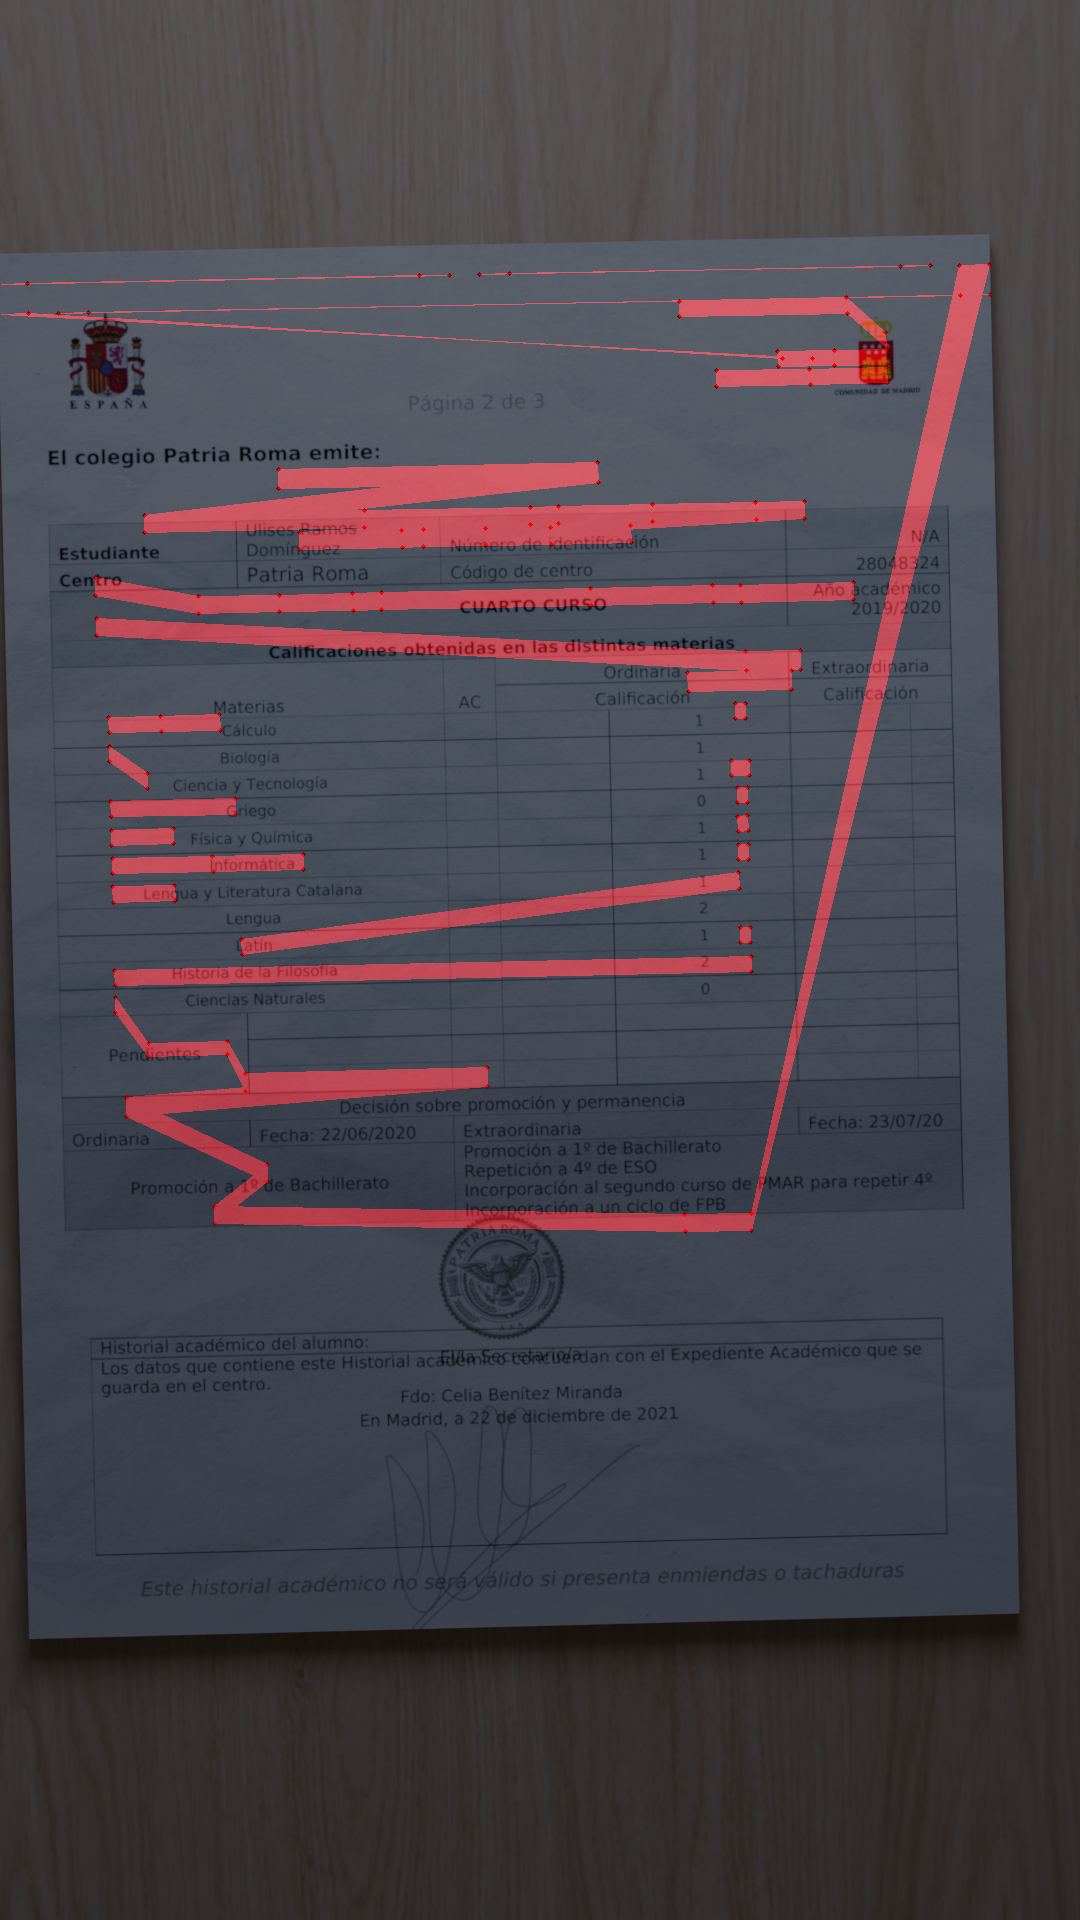 ESPAÑA
COMUNIDAD DE MADRID
Página 2 de 3
El colegio Patria Roma emite:
Estudiante Ulises Ramos Domínguez Número de identificación N/A
Centro Patria Roma Código de centro 28048324
CUARTO CURSO Año académico 2019/2020
Calificaciones obtenidas en las distintas materias
Materias AC Ordinaria Extraordinaria
Calificación Calificación
Cálculo 1
Biología 1
Ciencia y Tecnología 1
Griego 0
Física y Química 1
Informática 1
Lengua y Literatura Catalana 1
Lengua 2
Latín 1
Historia de la Filosofía 2
Ciencias Naturales 0
Pendientes
Decisión sobre promoción y permanencia
Ordinaria Fecha: 22/06/2020 Extraordinaria Fecha: 23/07/20
Promoción a 1º de Bachillerato
Promoción a 1º de Bachillerato
Repetición a 4º de ESO
Incorporación al segundo curso de PMAR para repetir 4º
Incorporación a un ciclo de FPB
PATRIA ROMA
Historial académico del alumno:
El/la Secretario/a
Los datos que contiene este Historial académico concuerdan con el Expediente Académico que se
guarda en el centro.
Fdo: Celia Benítez Miranda
En Madrid, a 22 de diciembre de 2021
Este historial académico no será válido si presenta enmiendas o tachaduras